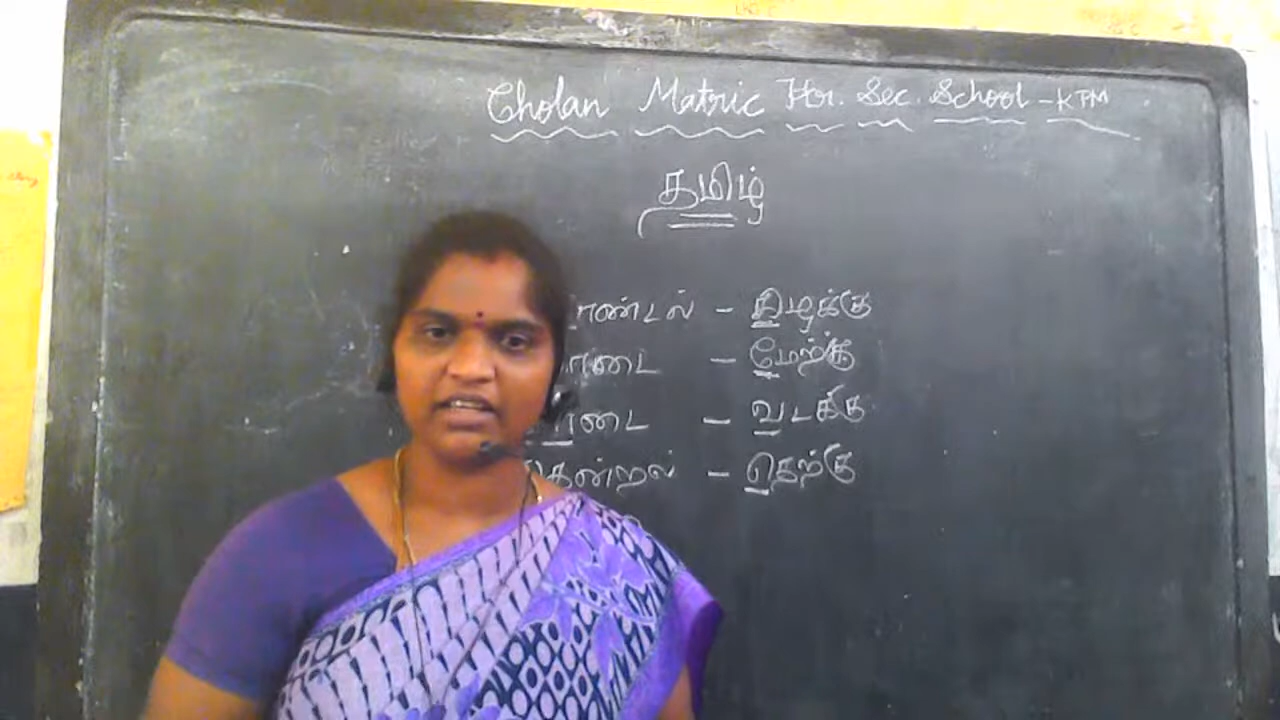 Cholan Matric Hr. Sec. School - KTM
தமிழ்
ாண்டல் - கிழக்கு
ாடை - மேற்கு
ாடை - வடக்கு
தென்றல் - தெற்கு